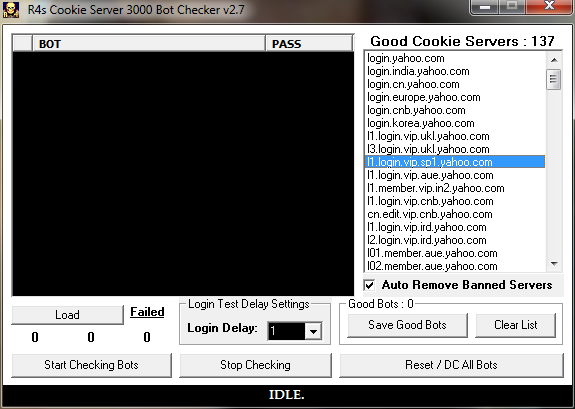 R4s Cookie Server 3000 Bot Checker v2.7
BOT PASS
Good Cookie Servers : 137
login.yahoo.com
login.india.yahoo.com
login.cn.yahoo.com
login.europe.yahoo.com
login.cnb.yahoo.com
login.korea.yahoo.com
l1.login.vip.ukl.yahoo.com
l3.login.vip.ukl.yahoo.com
l1.login.vip.sp1.yahoo.com
l1.login.vip.aue.yahoo.com
l1.member.vip.in2.yahoo.com
l1.login.vip.cnb.yahoo.com
cn.edit.vip.cnb.yahoo.com
l1.login.vip.ird.yahoo.com
l2.login.vip.ird.yahoo.com
l01.member.aue.yahoo.com
l02.member.aue.yahoo.com
Auto Remove Banned Servers
Load
Failed
0 0 0
Login Test Delay Settings
Login Delay: 1
Good Bots : 0
Save Good Bots
Clear List
Start Checking Bots
Stop Checking
Reset / DC All Bots
IDLE.